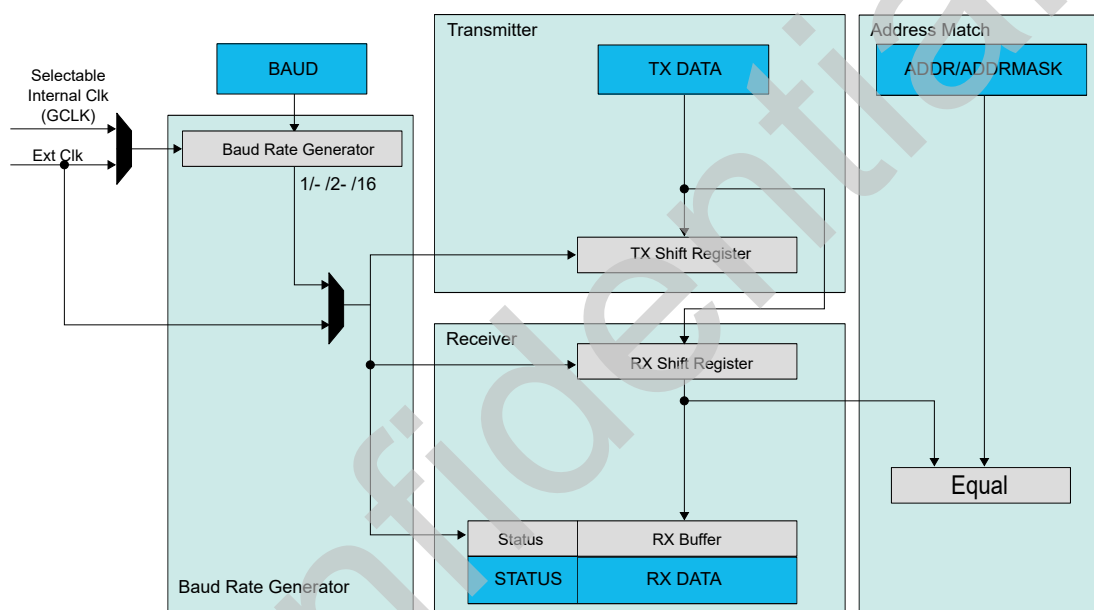 Transmitter
Address Match
BAUD
TX DATA
ADDR/ADDRMASK
Selectable
Internal Clk
(GCLK)
Ext Clk
Baud Rate Generator
1/- /2- /16
TX Shift Register
Receiver
RX Shift Register
Equal
Status
RX Buffer
STATUS
RX DATA
Baud Rate Generator
nfidentia